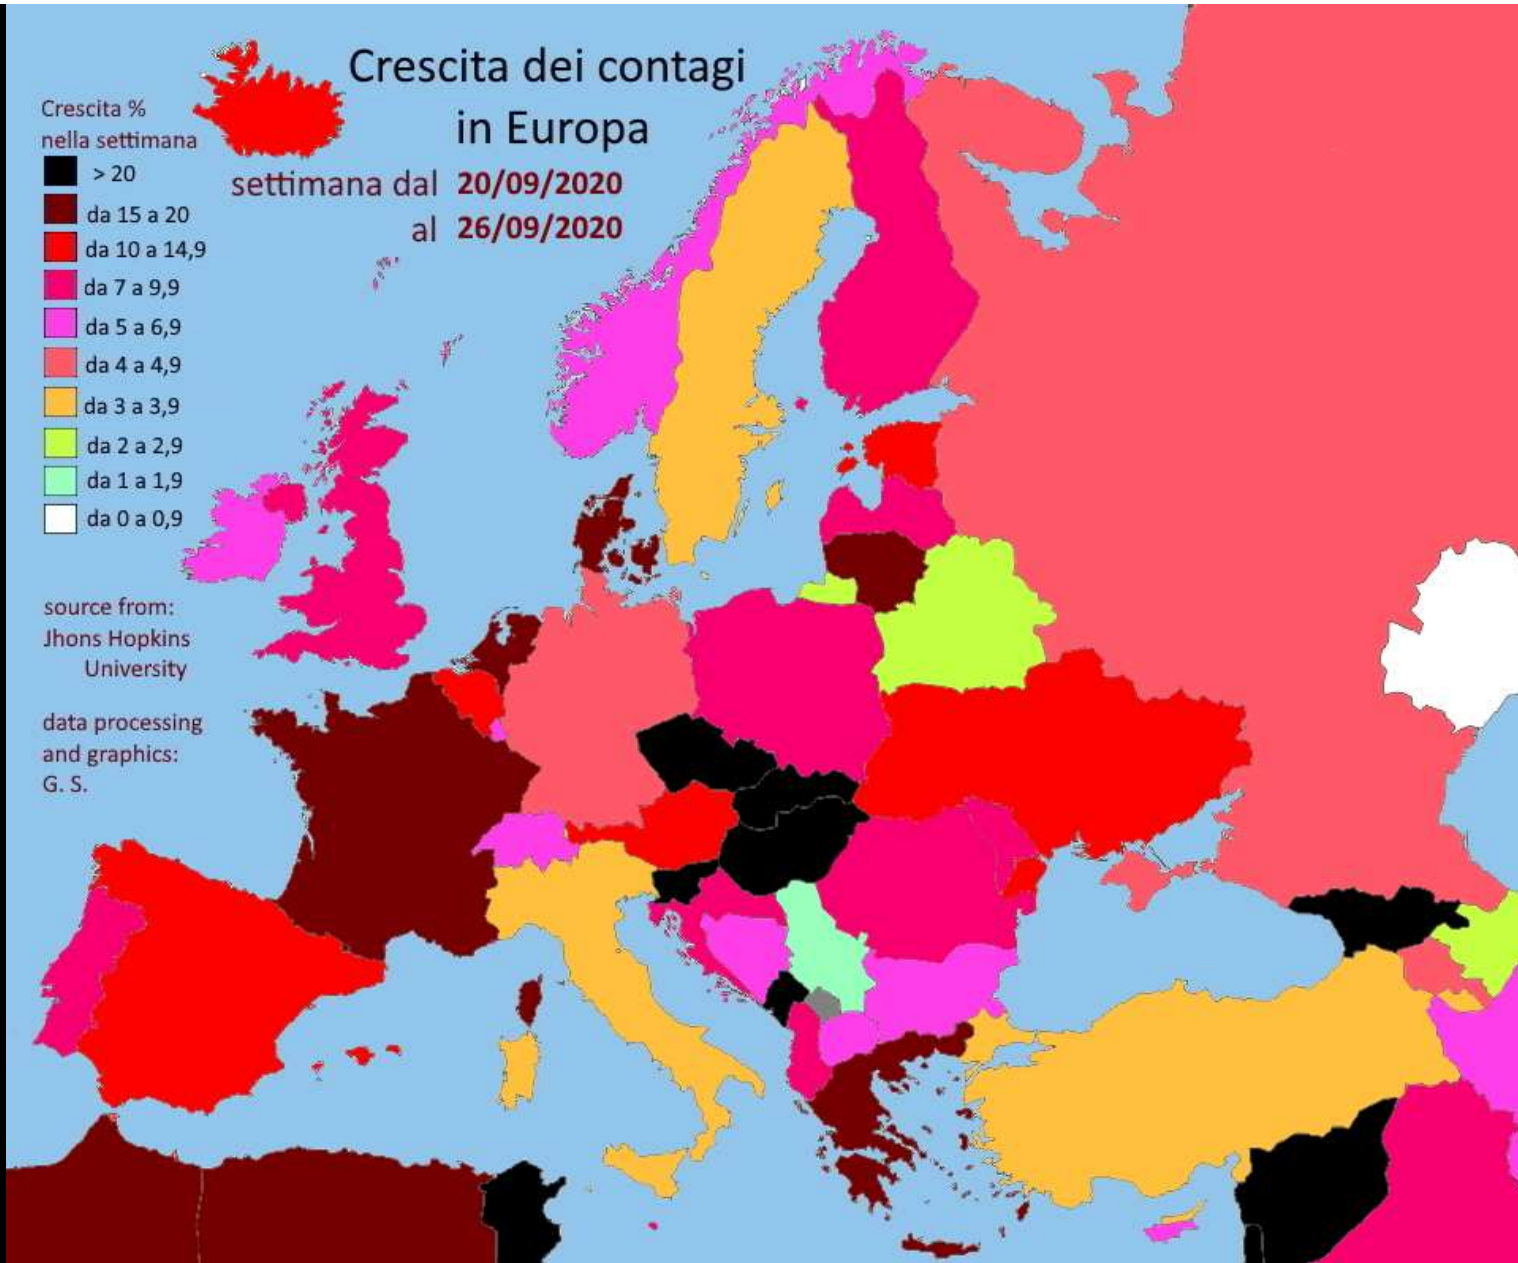 Crescita dei contagi
in Europa
settimana dal 20/09/2020
al 26/09/2020
Crescita %
nella settimana
> 20
da 15 a 20
da 10 a 14,9
da 7 a 9,9
da 5 a 6,9
da 4 a 4,9
da 3 a 3,9
da 2 a 2,9
da 1 a 1,9
da 0 a 0,9
source from:
Jhons Hopkins
University
data processing
and graphics:
G. S.